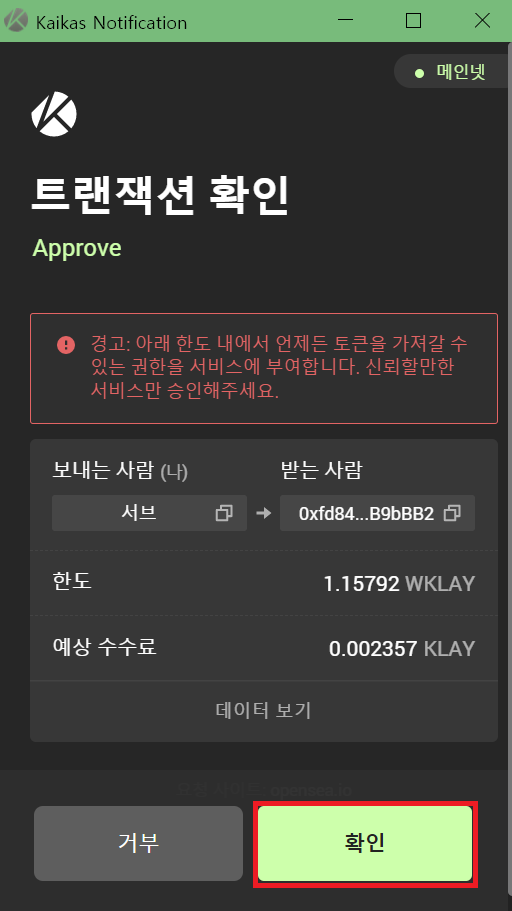 Kaikas Notification
메인넷
트랜잭션 확인
Approve
경고: 아래 한도 내에서 언제든 토큰을 가져갈 수
있는 권한을 서비스에 부여합니다. 신뢰할만한
서비스만 승인해주세요.
보내는 사람 (나) 받는 사람
서브 0xfd84...B9bBB2
한도 1.15792 WKLAY
예상 수수료 0.002357 KLAY
데이터 보기
opensea.io
거부 확인